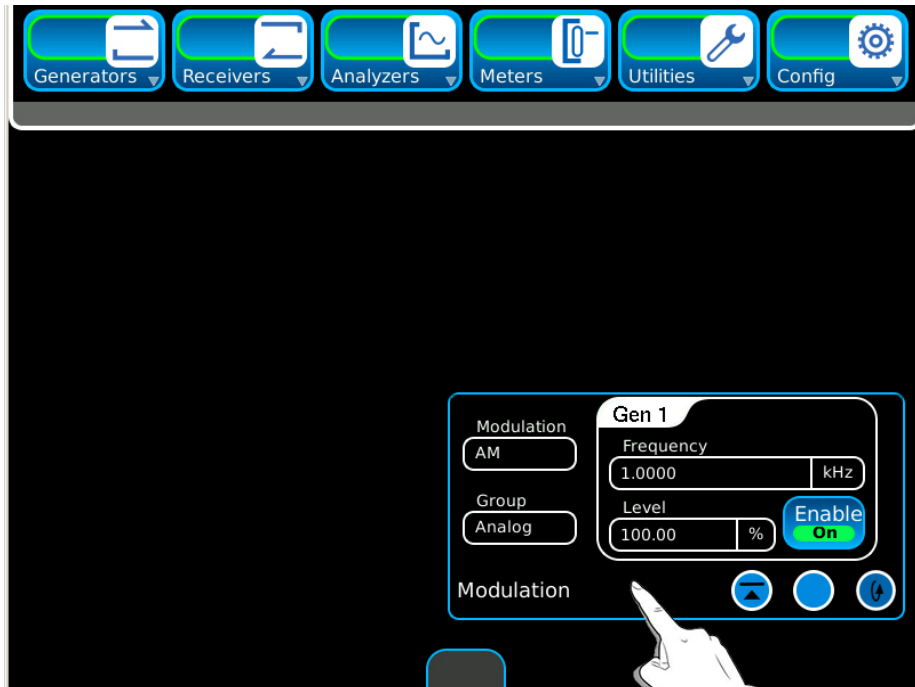 Generators
Receivers
Analyzers
Meters
Utilities
Config
Modulation
AM
Group
Analog
Gen 1
Frequency
1.0000 kHz
Level
100.00 %
Enable
On
Modulation